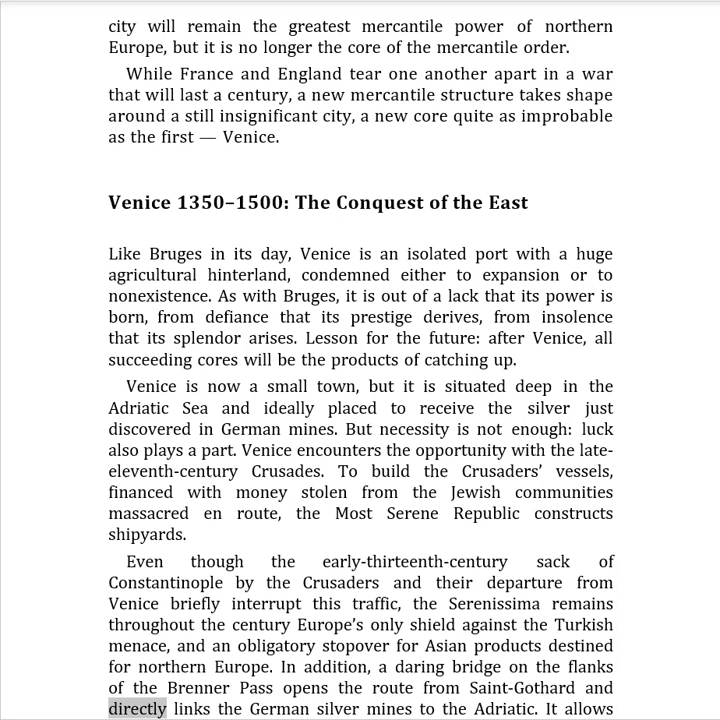 city will remain the greatest mercantile power of northern
Europe, but it is no longer the core of the mercantile order.
While France and England tear one another apart in a war
that will last a century, a new mercantile structure takes shape
around a still insignificant city, a new core quite as improbable
as the first — Venice.
Venice 1350–1500: The Conquest of the East
Like Bruges in its day, Venice is an isolated port with a huge
agricultural hinterland, condemned either to expansion or to
nonexistence. As with Bruges, it is out of a lack that its power is
born, from defiance that its prestige derives, from insolence
that its splendor arises. Lesson for the future: after Venice, all
succeeding cores will be the products of catching up.
Venice is now a small town, but it is situated deep in the
Adriatic Sea and ideally placed to receive the silver just
discovered in German mines. But necessity is not enough: luck
also plays a part. Venice encounters the opportunity with the late-
eleventh-century Crusades. To build the Crusaders’ vessels,
financed with money stolen from the Jewish communities
massacred en route, the Most Serene Republic constructs
shipyards.
Even though the early-thirteenth-century sack of
Constantinople by the Crusaders and their departure from
Venice briefly interrupt this traffic, the Serenissima remains
throughout the century Europe’s only shield against the Turkish
menace, and an obligatory stopover for Asian products destined
for northern Europe. In addition, a daring bridge on the flanks
of the Brenner Pass opens the route from Saint-Gothard and
directly links the German silver mines to the Adriatic. It allows